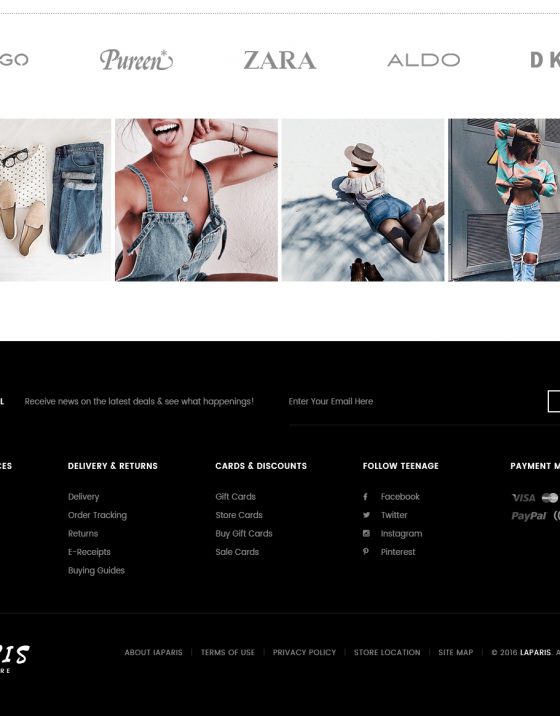 GO Pureen ZARA ALDO DK
L Receive news on the latest deals & see what happenings! Enter Your Email Here
CES DELIVERY & RETURNS CARDS & DISCOUNTS FOLLOW TEENAGE PAYMENT M
Delivery Gift Cards Facebook VISA
Order Tracking Store Cards Twitter PayPal
Returns Buy Gift Cards Instagram
E-Receipts Sale Cards Pinterest
Buying Guides
RIS
RE
ABOUT lAPARIS TERMS OF USE PRIVACY POLICY STORE LOCATION SITE MAP © 2016 LAPARIS. A